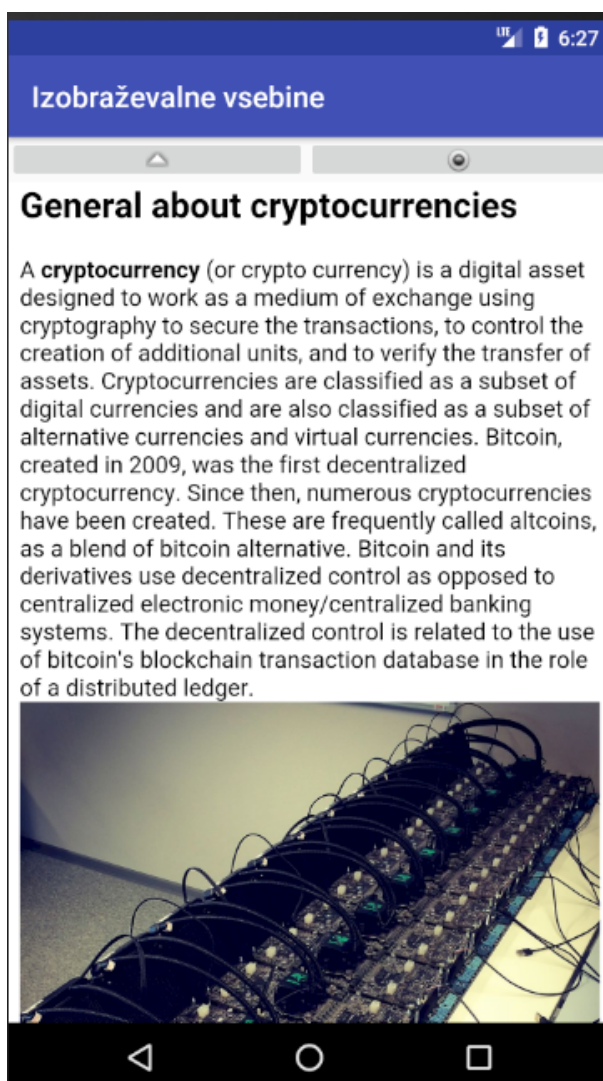 LTE 6:27
Izobraževalne vsebine
General about cryptocurrencies
A cryptocurrency (or crypto currency) is a digital asset
designed to work as a medium of exchange using
cryptography to secure the transactions, to control the
creation of additional units, and to verify the transfer of
assets. Cryptocurrencies are classified as a subset of
digital currencies and are also classified as a subset of
alternative currencies and virtual currencies. Bitcoin,
created in 2009, was the first decentralized
cryptocurrency. Since then, numerous cryptocurrencies
have been created. These are frequently called altcoins,
as a blend of bitcoin alternative. Bitcoin and its
derivatives use decentralized control as opposed to
centralized electronic money/centralized banking
systems. The decentralized control is related to the use
of bitcoin's blockchain transaction database in the role
of a distributed ledger.